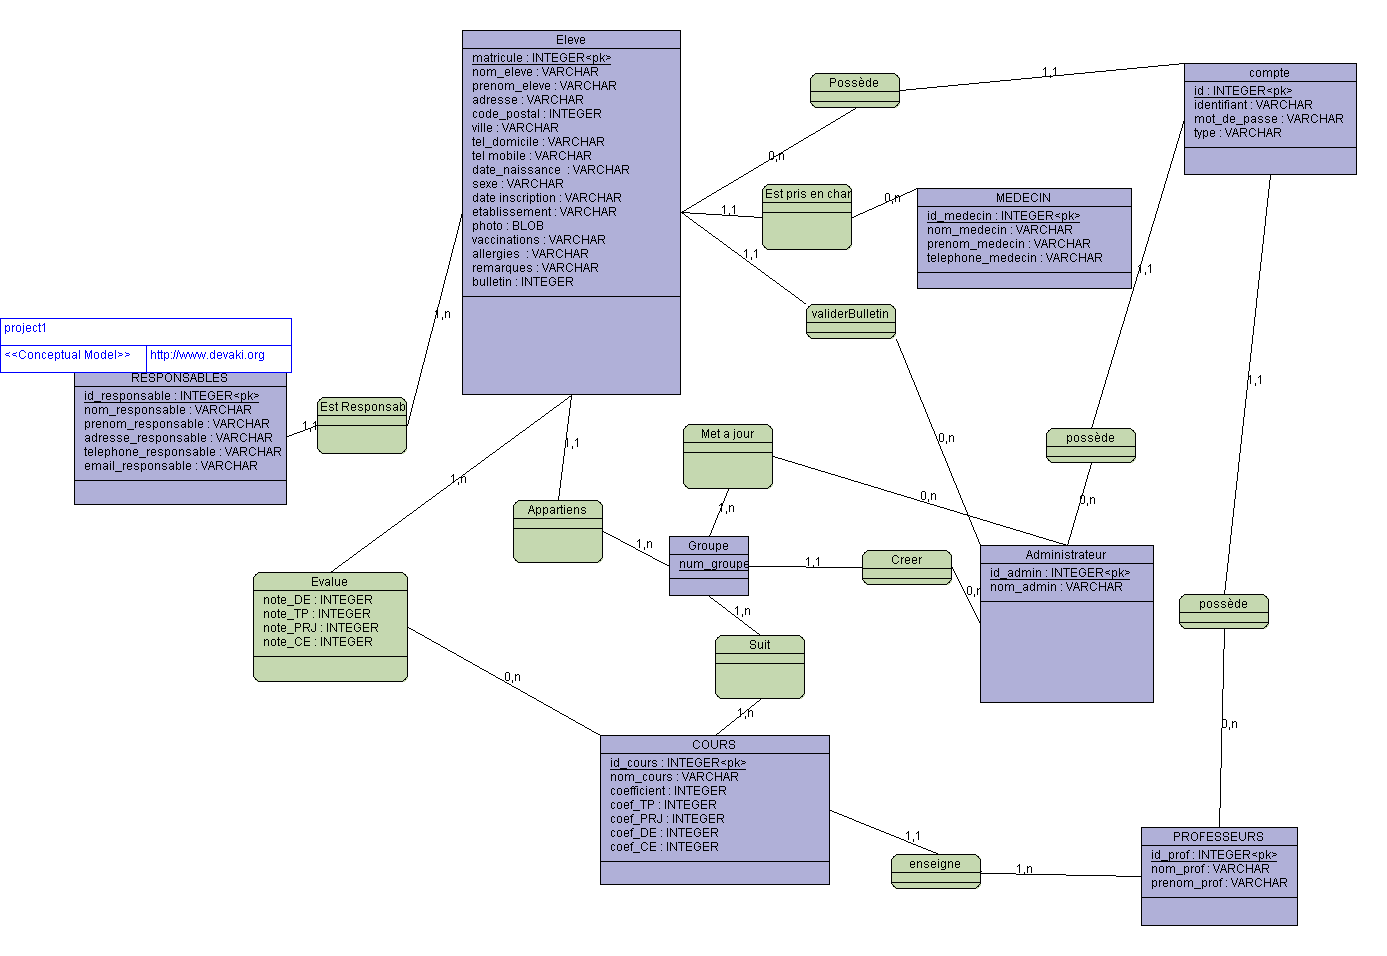 Eleve
matricule : INTEGER<pk>
nom_eleve : VARCHAR
prenom_eleve : VARCHAR
adresse : VARCHAR
code_postal : INTEGER
ville : VARCHAR
tel_domicile : VARCHAR
tel mobile : VARCHAR
date_naissance : VARCHAR
sexe : VARCHAR
date inscription : VARCHAR
etablissement : VARCHAR
photo : BLOB
vaccinations : VARCHAR
allergies : VARCHAR
remarques : VARCHAR
bulletin : INTEGER
Possède
1,1
0,n
compte
id : INTEGER<pk>
identifiant : VARCHAR
mot_de_passe : VARCHAR
type : VARCHAR
Est pris en char
1,1
0,n
MEDECIN
id_medecin : INTEGER<pk>
nom_medecin : VARCHAR
prenom_medecin : VARCHAR
telephone_medecin : VARCHAR
1,1
validerBulletin
0,n
1,1
possède
0,n
1,1
possède
0,n
project1
<<Conceptual Model>>
http://www.devaki.org
RESPONSABLES
id_responsable : INTEGER<pk>
nom_responsable : VARCHAR
prenom_responsable : VARCHAR
adresse_responsable : VARCHAR
telephone_responsable : VARCHAR
email_responsable : VARCHAR
1,1
Est Responsab
1,n
Met a jour
0,n
1,n
1,n
1,1
Appartiens
1,n
Groupe
num_groupe
1,1
Creer
0,n
Administrateur
id_admin : INTEGER<pk>
nom_admin : VARCHAR
Evalue
note_DE : INTEGER
note_TP : INTEGER
note_PRJ : INTEGER
note_CE : INTEGER
0,n
1,n
Suit
1,n
COURS
id_cours : INTEGER<pk>
nom_cours : VARCHAR
coefficient : INTEGER
coef_TP : INTEGER
coef_PRJ : INTEGER
coef_DE : INTEGER
coef_CE : INTEGER
1,1
enseigne
1,n
PROFESSEURS
id_prof : INTEGER<pk>
nom_prof : VARCHAR
prenom_prof : VARCHAR